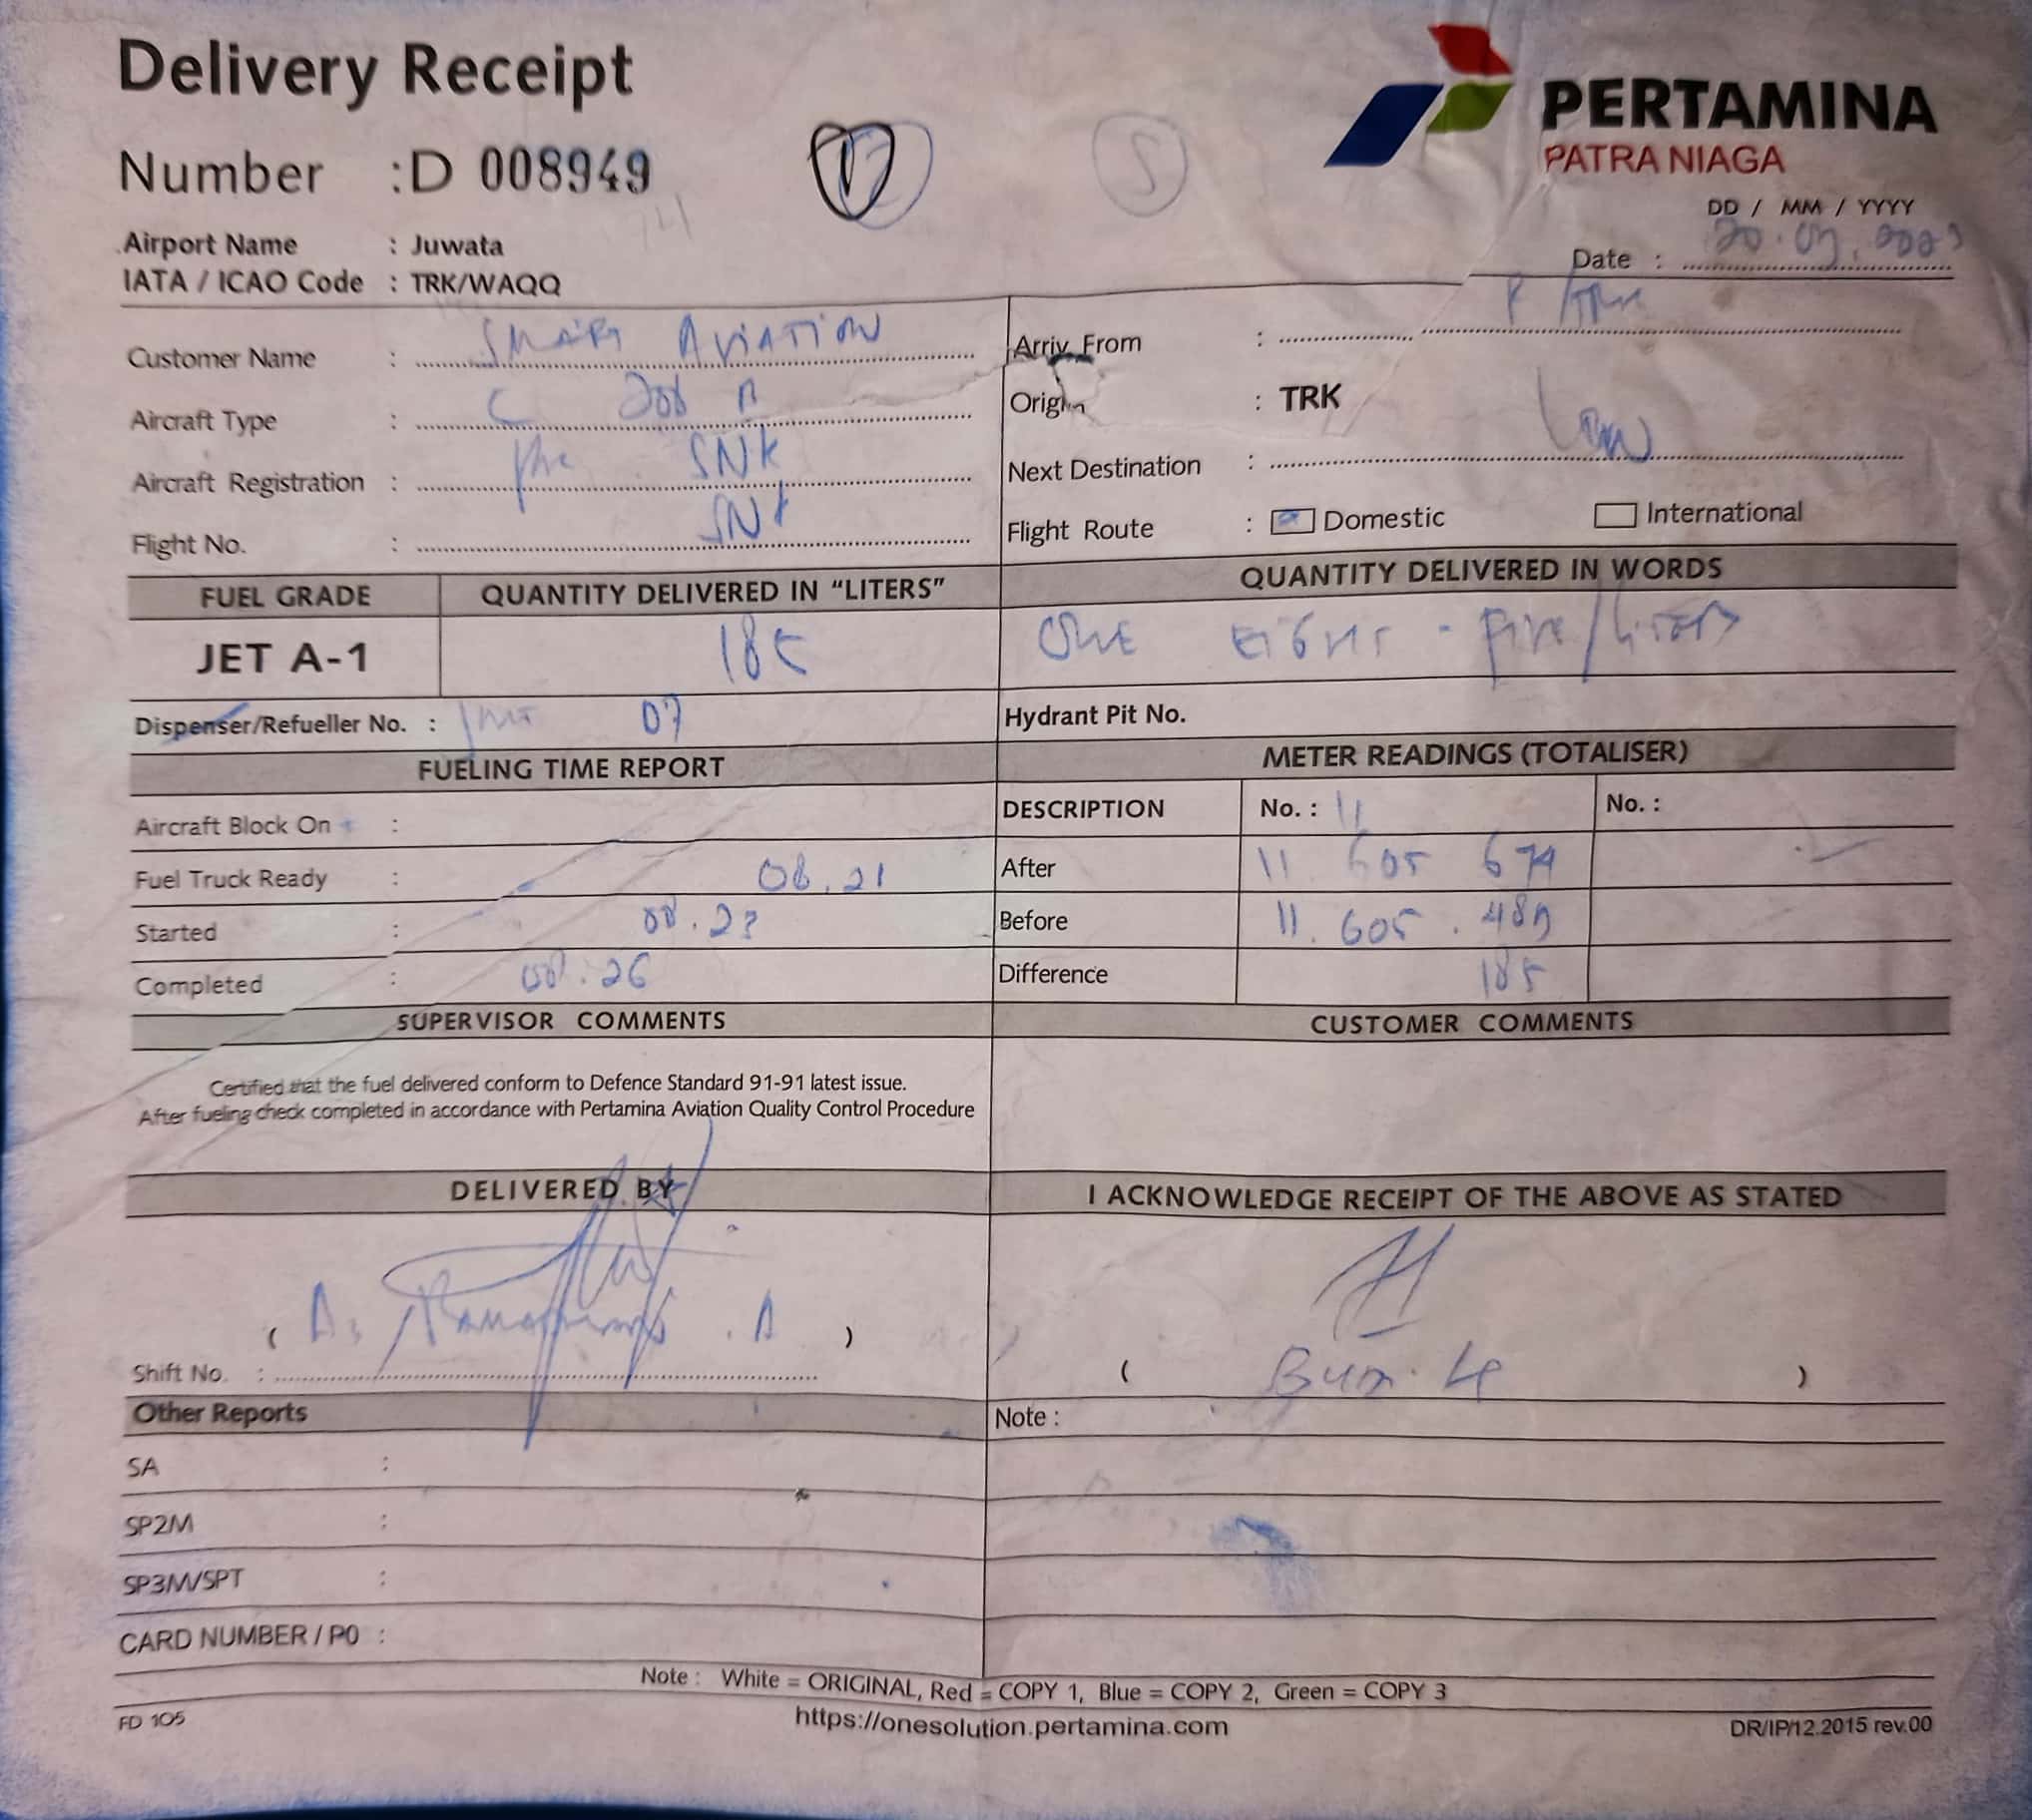 Delivery Receipt
PERTAMINA
PATRA NIAGA
Number : D 008949
DD / MM / YYYY
Date :
Airport Name : Juwata
IATA / ICAO Code : TRK/WAQQ
Customer Name : SMART AVIATION
Arriv From :
Aircraft Type : C 208 B
Origin : TRK
Aircraft Registration : SNK
Next Destination :
Flight No. : SNK
Flight Route : Domestic International
FUEL GRADE QUANTITY DELIVERED IN “LITERS” QUANTITY DELIVERED IN WORDS
JET A-1 185 ONE EIGHT - FIVE / LITERS
Dispenser/Refueller No. : 07 Hydrant Pit No.
FUELING TIME REPORT METER READINGS (TOTALISER)
Aircraft Block On : DESCRIPTION No. : 11 No. :
Fuel Truck Ready : 08.21 After 11 605 674
Started : 08.23 Before 11.605.489
Completed : 08.26 Difference 185
SUPERVISOR COMMENTS CUSTOMER COMMENTS
Certified that the fuel delivered conform to Defence Standard 91-91 latest issue.
After fueling check completed in accordance with Pertamina Aviation Quality Control Procedure
DELIVERED BY I ACKNOWLEDGE RECEIPT OF THE ABOVE AS STATED
( )
Shift No. : ( )
Other Reports Note :
SA :
SP2M :
SP3M/SPT :
CARD NUMBER / PO :
Note : White = ORIGINAL, Red = COPY 1, Blue = COPY 2, Green = COPY 3
FD 105 https://onesolution.pertamina.com DR/IP/12.2015 rev.00